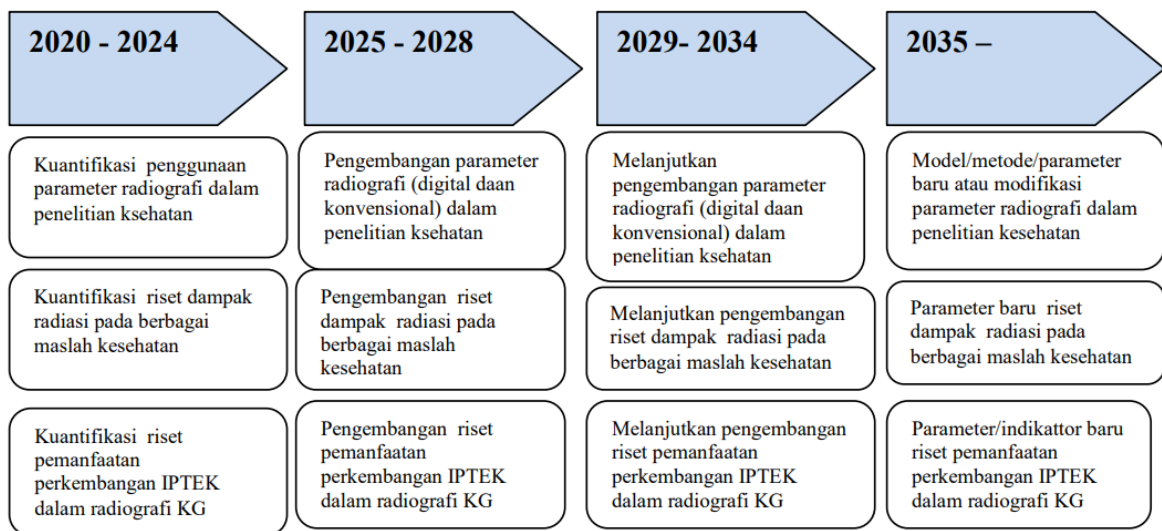 2020 - 2024
2025 - 2028
2029- 2034
2035 –
Kuantifikasi penggunaan
parameter radiografi dalam
penelitian ksehatan
Pengembangan parameter
radiografi (digital daan
konvensional) dalam
penelitian ksehatan
Melanjutkan
pengembangan parameter
radiografi (digital daan
konvensional) dalam
penelitian ksehatan
Model/metode/parameter
baru atau modifikasi
parameter radiografi dalam
penelitian kesehatan
Kuantifikasi riset dampak
radiasi pada berbagai
maslah kesehatan
Pengembangan riset
dampak radiasi pada
berbagai maslah
kesehatan
Melanjutkan pengembangan
riset dampak radiasi pada
berbagai maslah kesehatan
Parameter baru riset
dampak radiasi pada
berbagai maslah kesehatan
Kuantifikasi riset
pemanfaatan
perkembangan IPTEK
dalam radiografi KG
Pengembangan riset
pemanfaatan
perkembangan IPTEK
dalam radiografi KG
Melanjutkan pengembangan
riset pemanfaatan
perkembangan IPTEK
dalam radiografi KG
Parameter/indikattor baru
riset pemanfaatan
perkembangan IPTEK
dalam radiografi KG